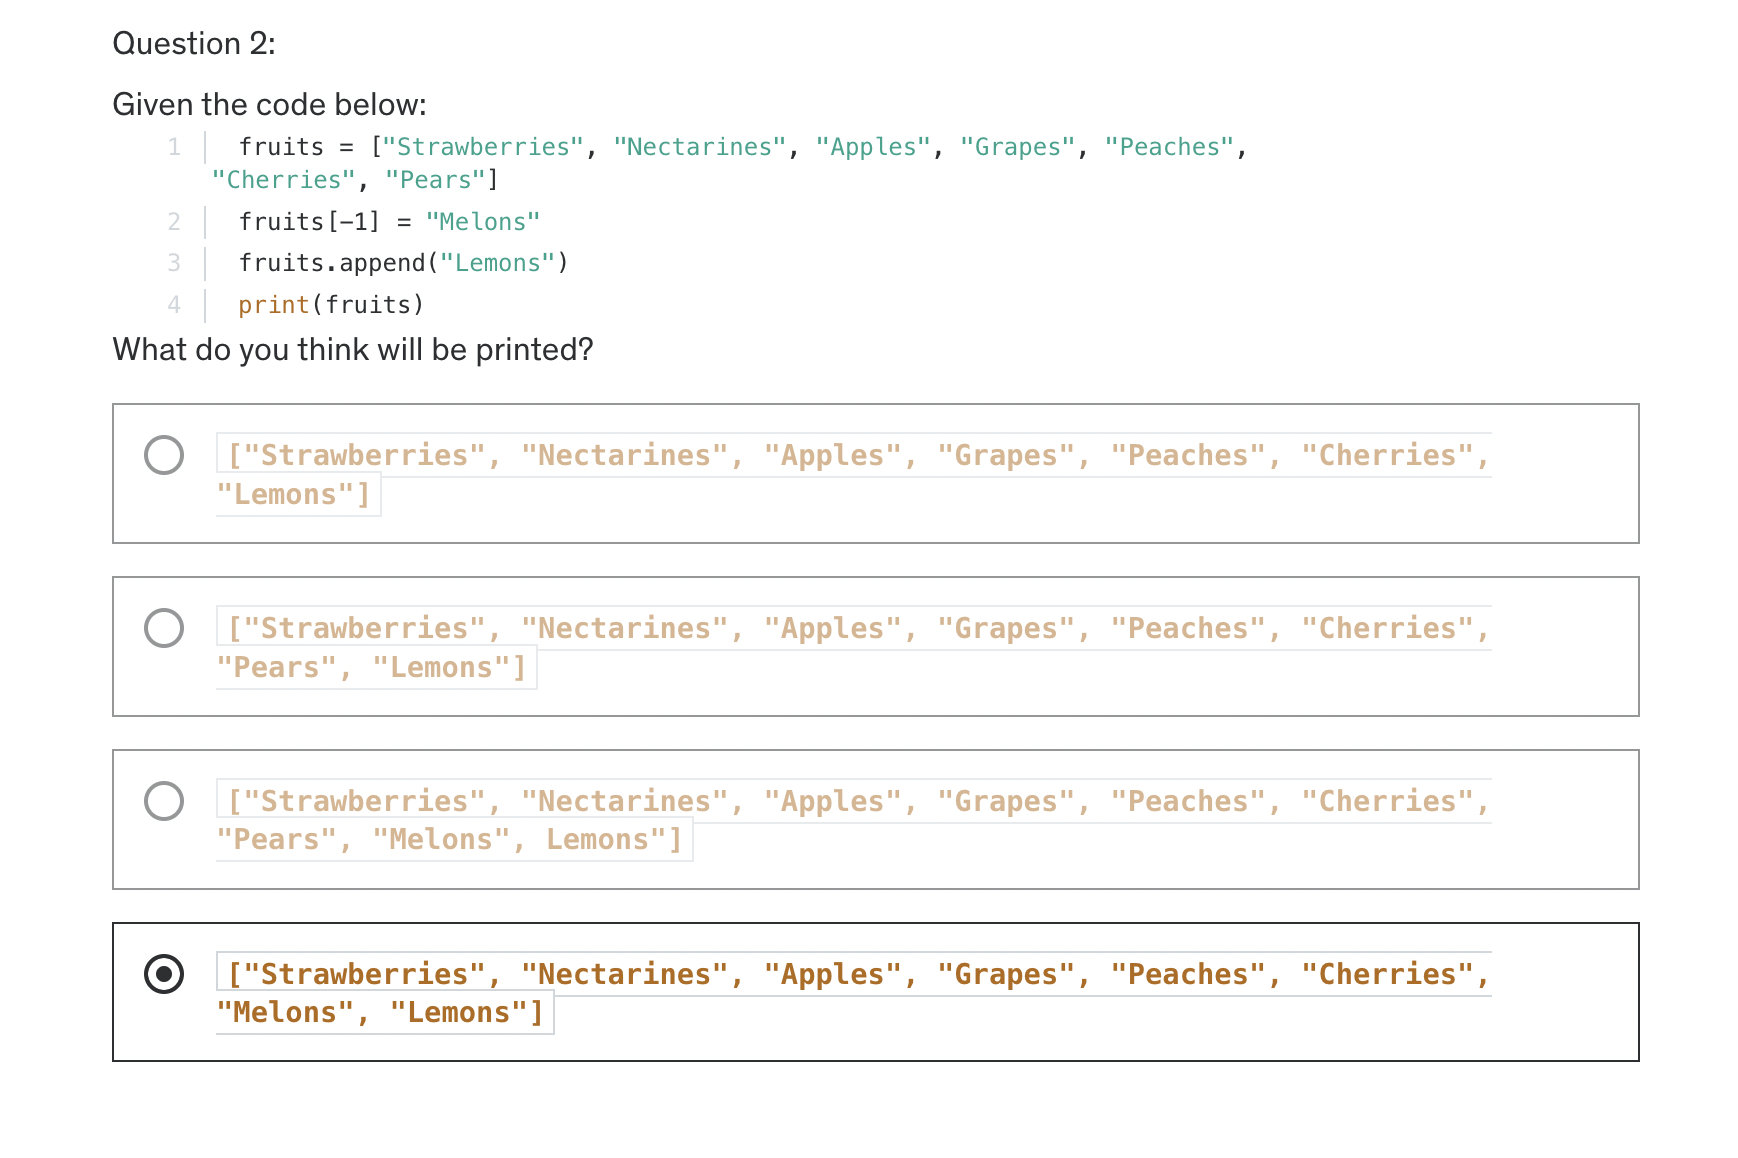 Question 2:
Given the code below:
1 fruits = ["Strawberries", "Nectarines", "Apples", "Grapes", "Peaches",
"Cherries", "Pears"]
2 fruits[-1] = "Melons"
3 fruits.append("Lemons")
4 print(fruits)
What do you think will be printed?
["Strawberries", "Nectarines", "Apples", "Grapes", "Peaches", "Cherries",
"Lemons"]
["Strawberries", "Nectarines", "Apples", "Grapes", "Peaches", "Cherries",
"Pears", "Lemons"]
["Strawberries", "Nectarines", "Apples", "Grapes", "Peaches", "Cherries",
"Pears", "Melons", Lemons"]
["Strawberries", "Nectarines", "Apples", "Grapes", "Peaches", "Cherries",
"Melons", "Lemons"]